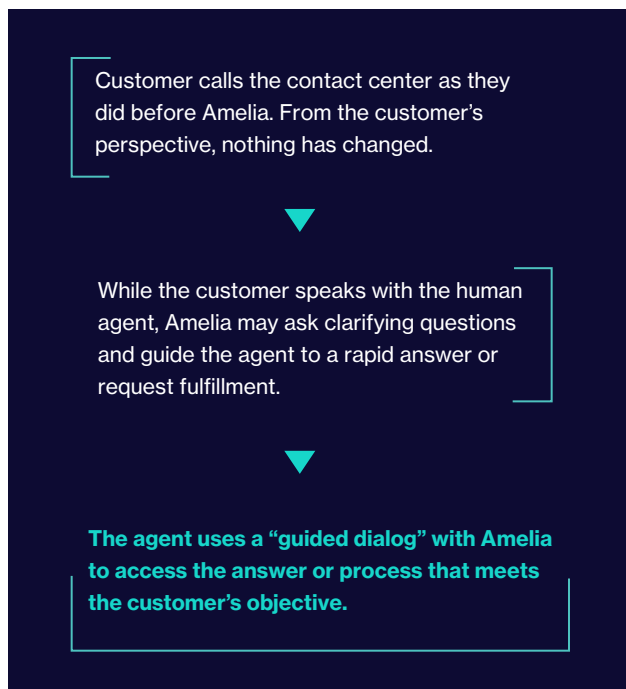 Customer calls the contact center as they
did before Amelia. From the customer’s
perspective, nothing has changed.
While the customer speaks with the human
agent, Amelia may ask clarifying questions
and guide the agent to a rapid answer or
request fulfillment.
The agent uses a “guided dialog” with Amelia
to access the answer or process that meets
the customer’s objective.